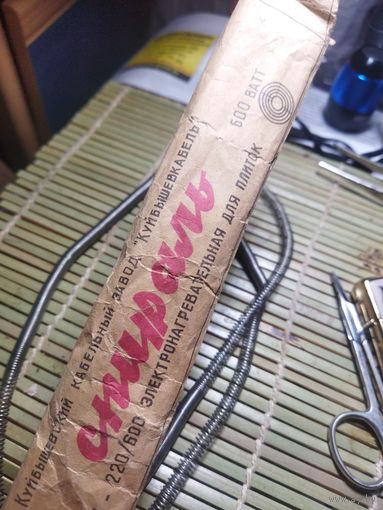 КУЙБЫШЕВСКИЙ КАБЕЛЬНЫЙ ЗАВОД "КУЙБЫШЕВКАБЕЛЬ"
спираль
- 220/600 ЭЛЕКТРОНАГРЕВАТЕЛЬНАЯ ДЛЯ ПЛИТОК
600 ВАТТ